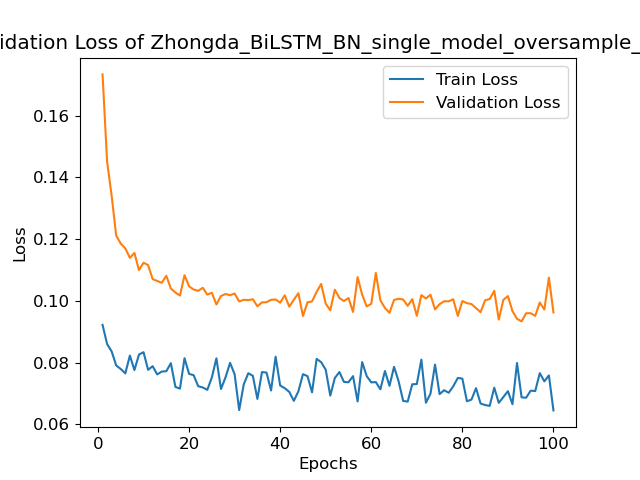 idation Loss of Zhongda_BiLSTM_BN_single_model_oversample_
Train Loss
Validation Loss
Loss
0.16
0.14
0.12
0.10
0.08
0.06
0 20 40 60 80 100
Epochs